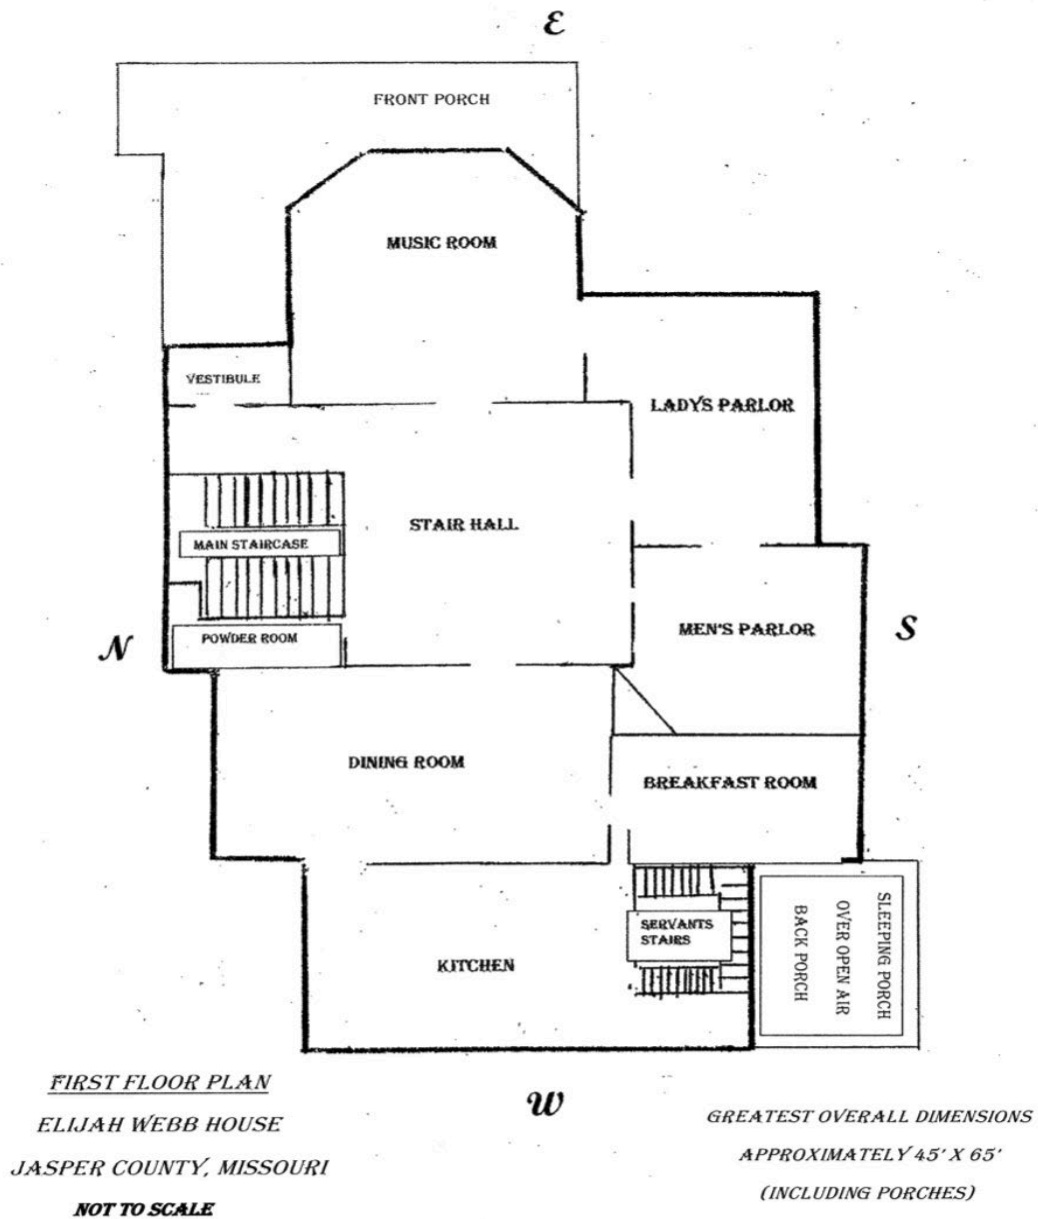 E
FRONT PORCH
MUSIC ROOM
VESTIBULE
LADYS PARLOR
STAIR HALL
MAIN STAIRCASE
MEN'S PARLOR
POWDER ROOM
N
S
DINING ROOM
BREAKFAST ROOM
SERVANTS
STAIRS
KITCHEN
SLEEPING PORCH
OVER OPEN AIR
BACK PORCH
W
FIRST FLOOR PLAN
ELIJAH WEBB HOUSE
JASPER COUNTY, MISSOURI
NOT TO SCALE
GREATEST OVERALL DIMENSIONS
APPROXIMATELY 45' X 65'
(INCLUDING PORCHES)